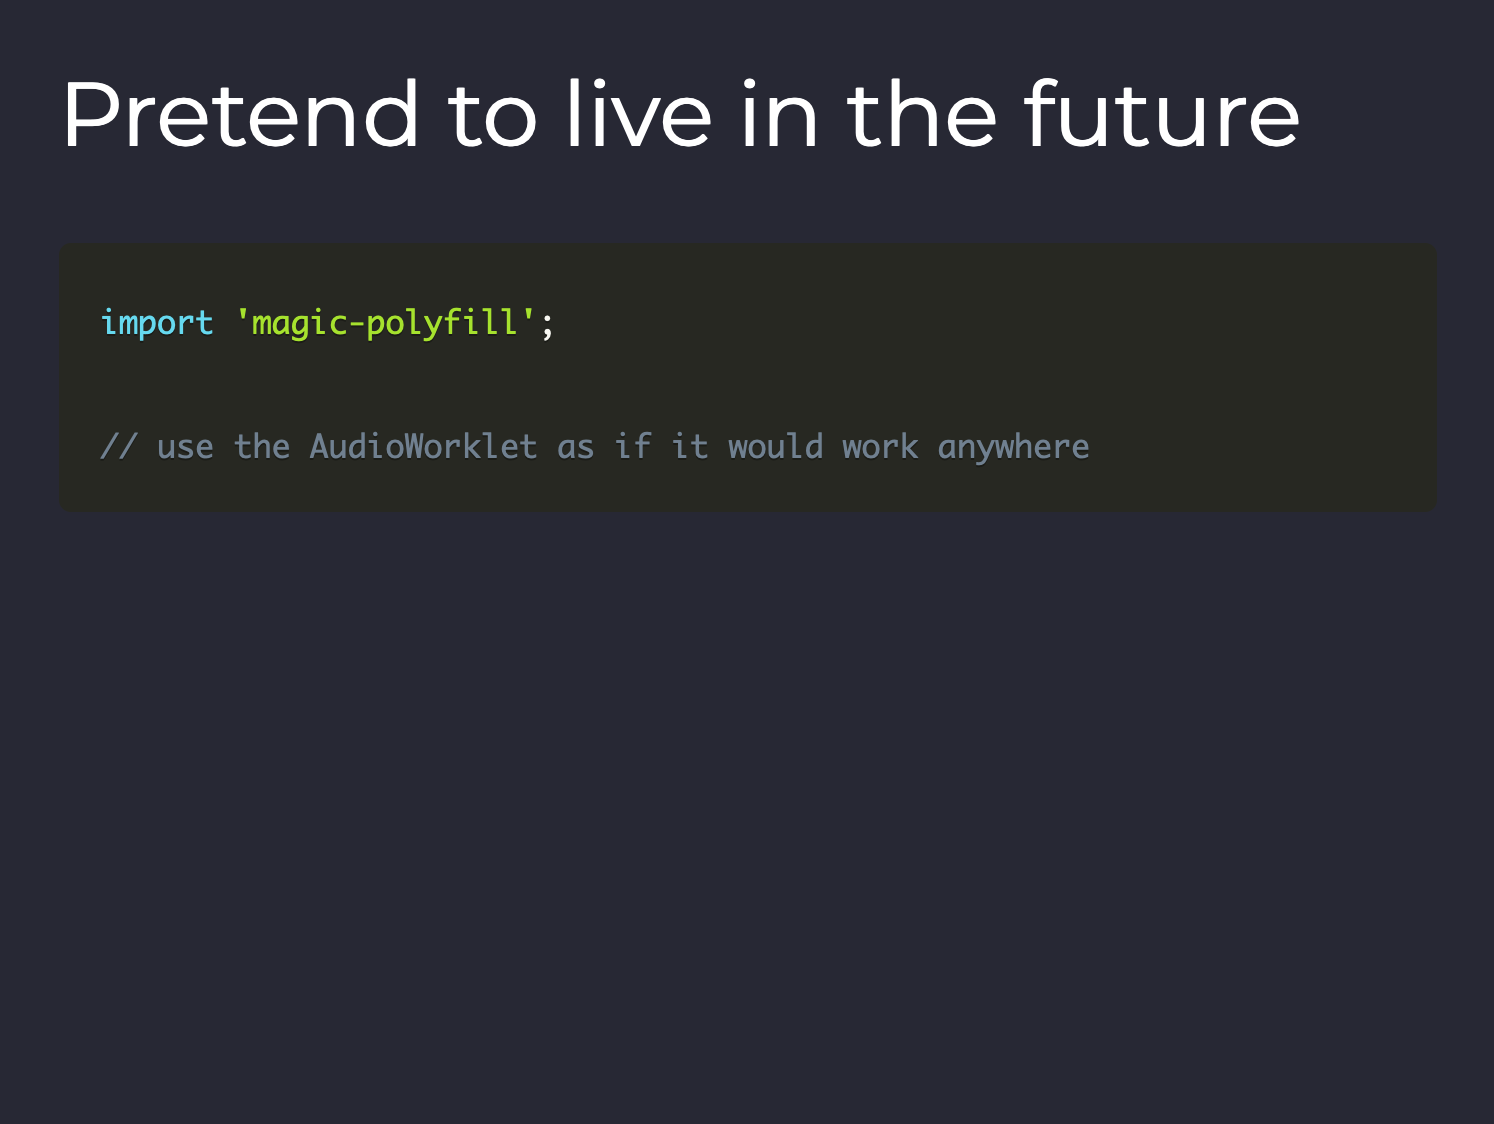 Pretend to live in the future
import 'magic-polyfill';
// use the AudioWorklet as if it would work anywhere